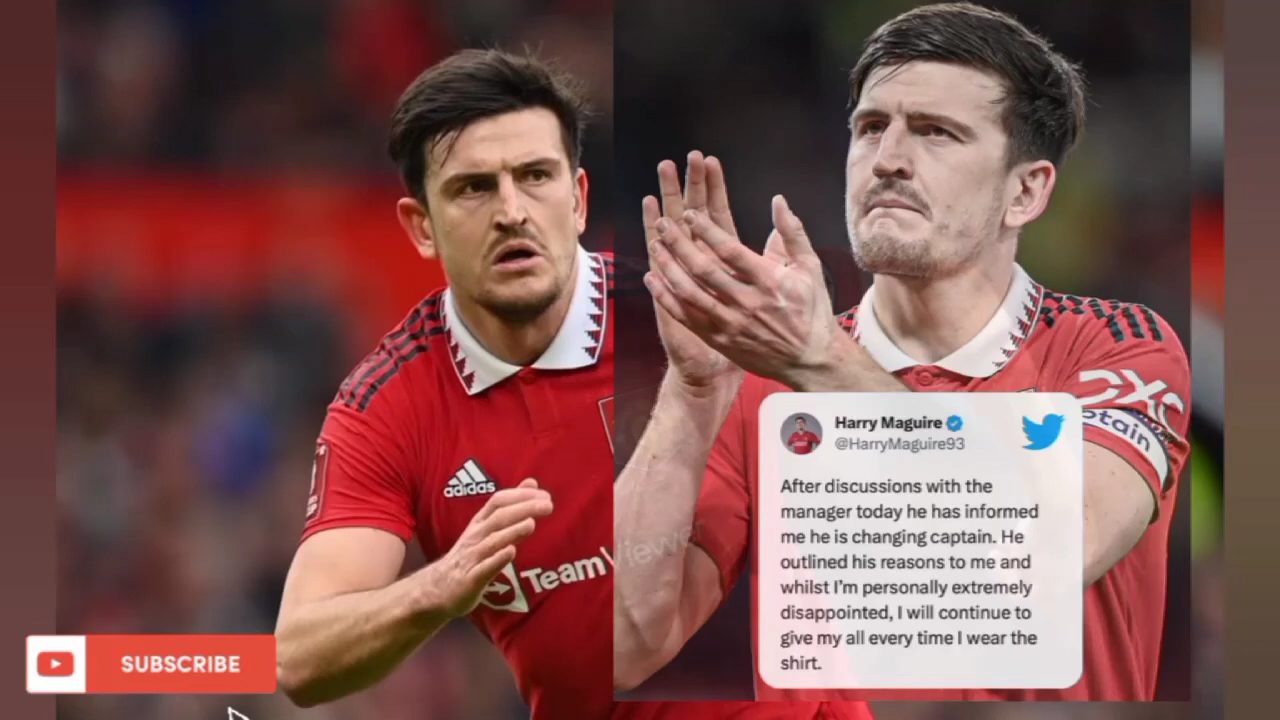 adidas
TeamViewer
ptain
Harry Maguire
@HarryMaguire93
After discussions with the
manager today he has informed
me he is changing captain. He
outlined his reasons to me and
whilst I’m personally extremely
disappointed, I will continue to
give my all every time I wear the
shirt.
SUBSCRIBE